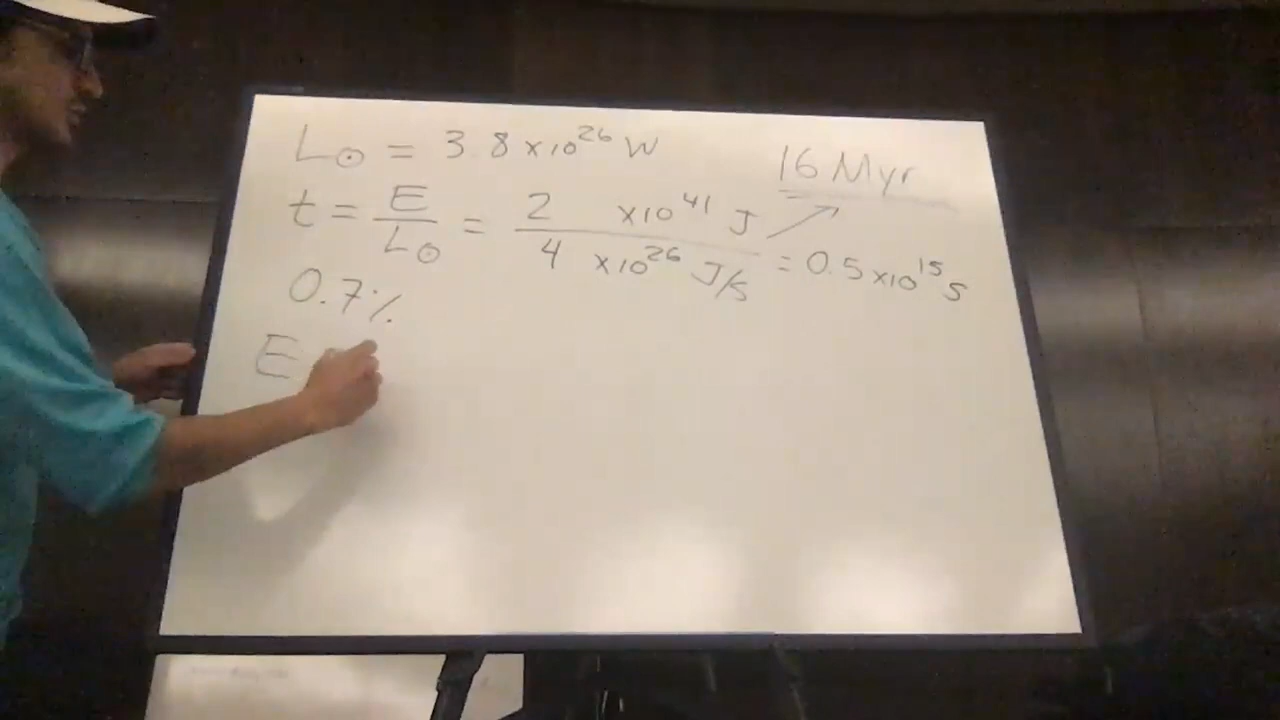 L☉ = 3.8 ×10²⁶ W
16 Myr
t = E/L☉ = 2 ×10⁴¹ J / 4 ×10²⁶ J/s = 0.5 ×10¹⁵ s
0.7%
E